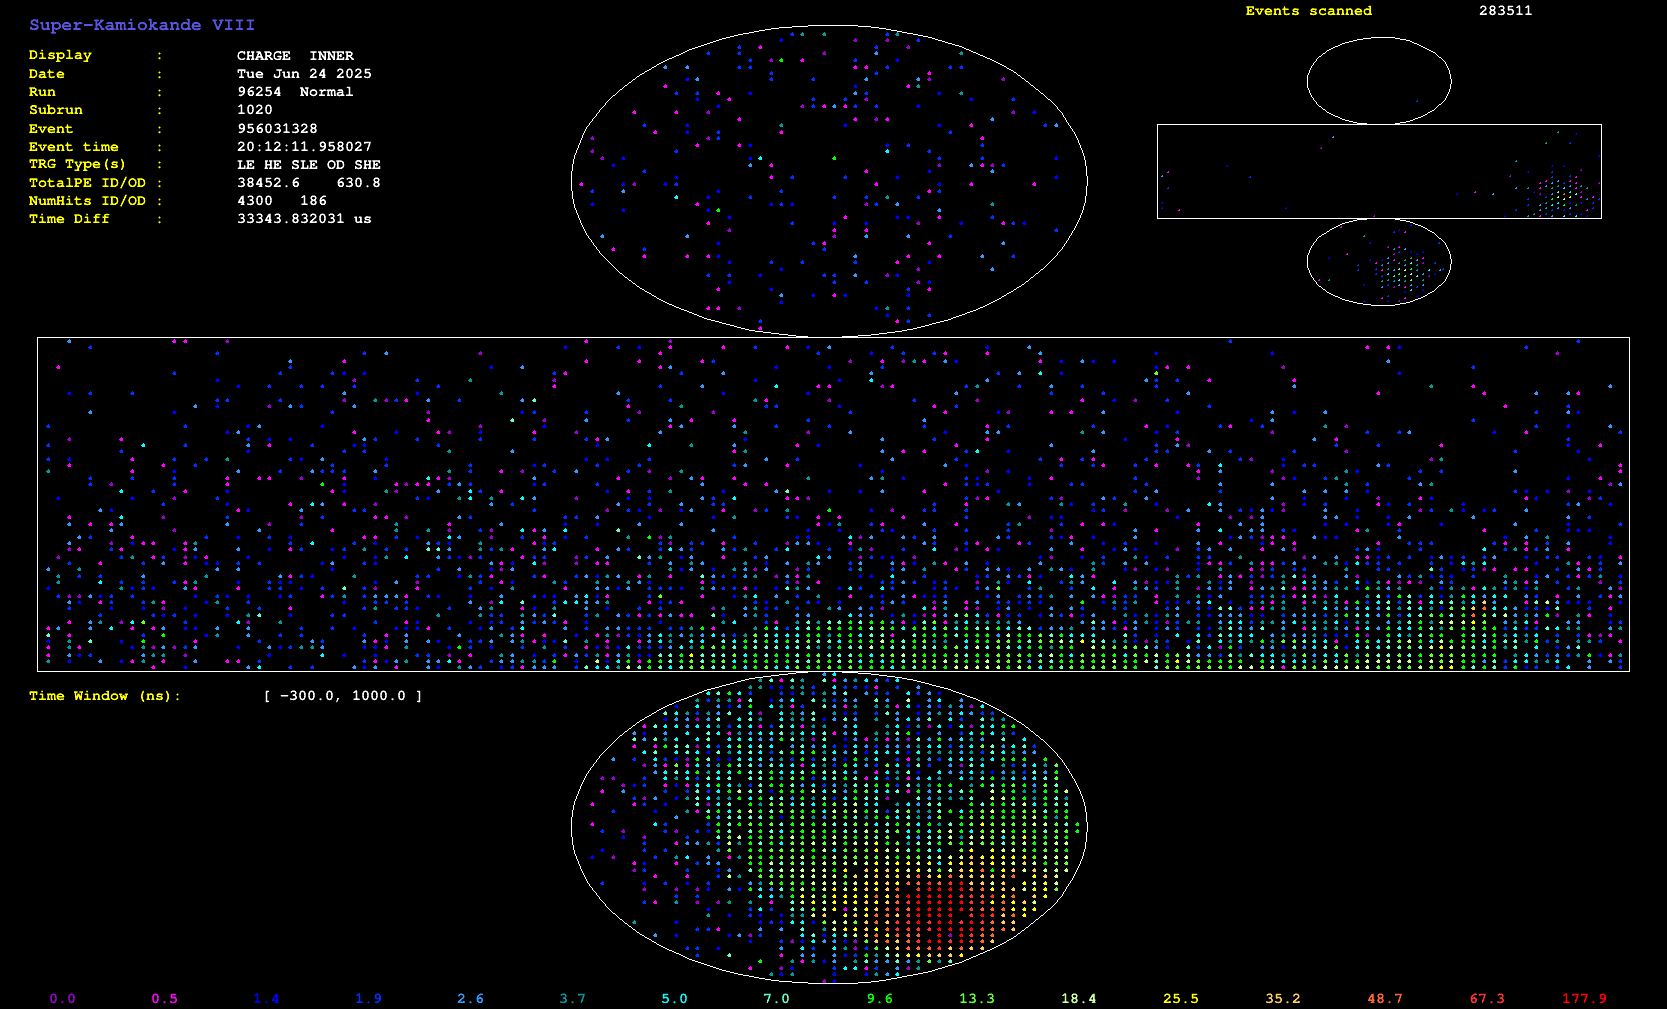 Super-Kamiokande VIII
Events scanned 283511
Display : CHARGE INNER
Date : Tue Jun 24 2025
Run : 96254 Normal
Subrun : 1020
Event : 956031328
Event time : 20:12:11.958027
TRG Type(s) : LE HE SLE OD SHE
TotalPE ID/OD : 38452.6 630.8
NumHits ID/OD : 4300 186
Time Diff : 33343.832031 us
Time Window (ns): [ -300.0, 1000.0 ]
0.0 0.5 1.4 1.9 2.6 3.7 5.0 7.0 9.6 13.3 18.4 25.5 35.2 48.7 67.3 177.9